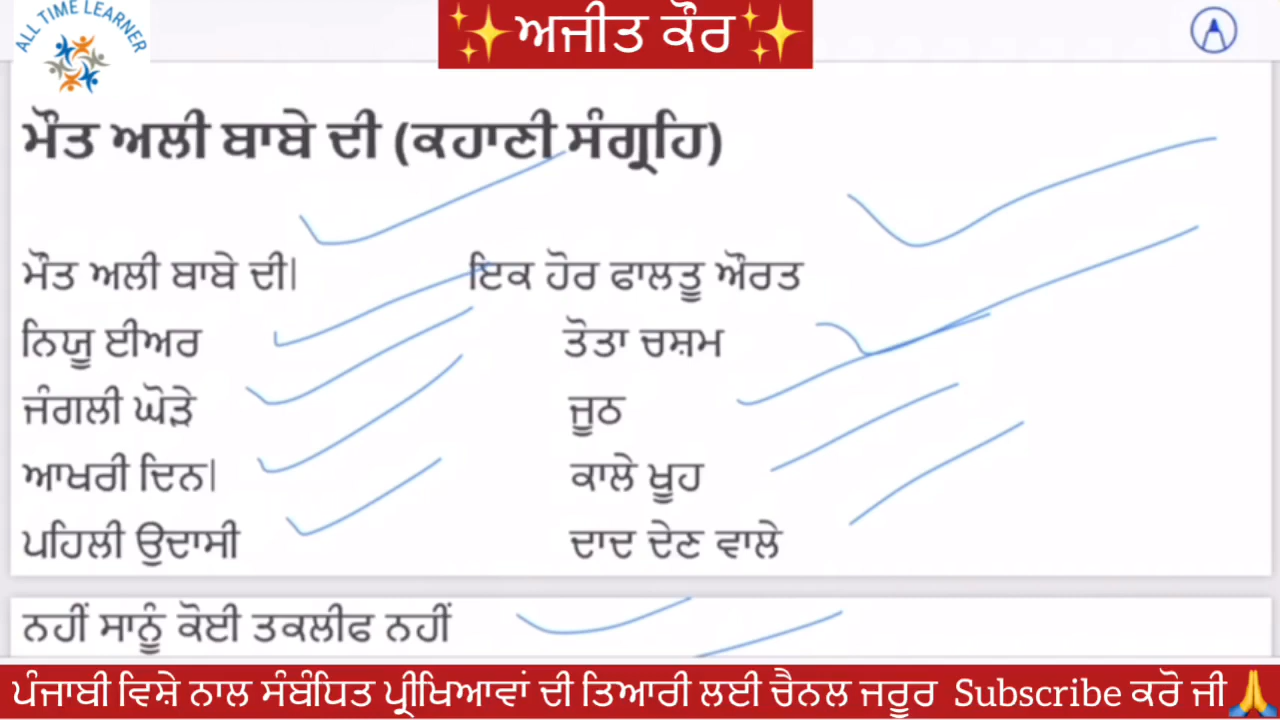 ALL TIME LEARNER
✨ਅਜੀਤ ਕੌਰ✨
ਮੌਤ ਅਲੀ ਬਾਬੇ ਦੀ (ਕਹਾਣੀ ਸੰਗ੍ਰਹਿ)
ਮੌਤ ਅਲੀ ਬਾਬੇ ਦੀ। ਇਕ ਹੋਰ ਫਾਲਤੂ ਔਰਤ
ਨਿਯੂ ਈਅਰ ਤੋਤਾ ਚਸ਼ਮ
ਜੰਗਲੀ ਘੋੜੇ ਜੂਠ
ਆਖਰੀ ਦਿਨ। ਕਾਲੇ ਖੂਹ
ਪਹਿਲੀ ਉਦਾਸੀ ਦਾਦ ਦੇਣ ਵਾਲੇ
ਨਹੀਂ ਸਾਨੂੰ ਕੋਈ ਤਕਲੀਫ ਨਹੀਂ
ਪੰਜਾਬੀ ਵਿਸ਼ੇ ਨਾਲ ਸੰਬੰਧਿਤ ਪ੍ਰੀਖਿਆਵਾਂ ਦੀ ਤਿਆਰੀ ਲਈ ਚੈਨਲ ਜਰੂਰ Subscribe ਕਰੋ ਜੀ🙏